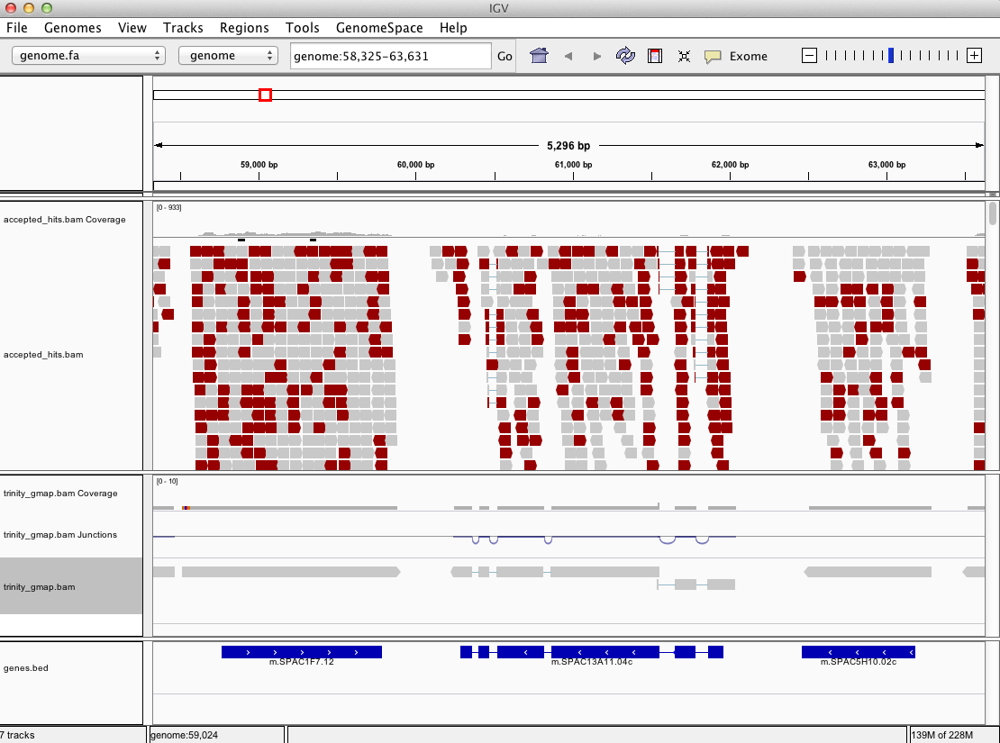 IGV
File Genomes View Tracks Regions Tools GenomeSpace Help
genome.fa genome genome:58,325-63,631 Go Exome
5,296 bp
59,000 bp 60,000 bp 61,000 bp 62,000 bp 63,000 bp
[0 - 933]
accepted_hits.bam Coverage
accepted_hits.bam
[0 - 10]
trinity_gmap.bam Coverage
trinity_gmap.bam Junctions
trinity_gmap.bam
genes.bed
m.SPAC1F7.12 m.SPAC13A11.04c m.SPAC5H10.02c
7 tracks genome:59,024 139M of 228M